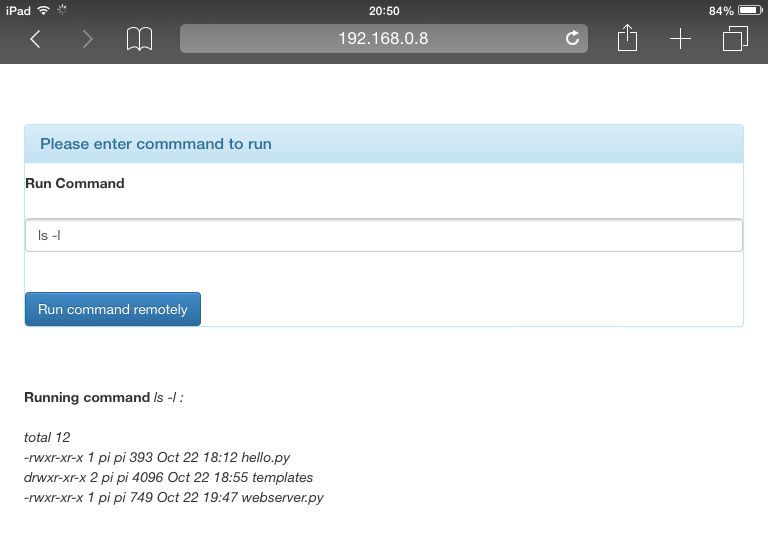 iPad 20:50 84%
192.168.0.8
Please enter commmand to run
Run Command
ls -l
Run command remotely
Running command ls -l :
total 12
-rwxr-xr-x 1 pi pi 393 Oct 22 18:12 hello.py
drwxr-xr-x 2 pi pi 4096 Oct 22 18:55 templates
-rwxr-xr-x 1 pi pi 749 Oct 22 19:47 webserver.py